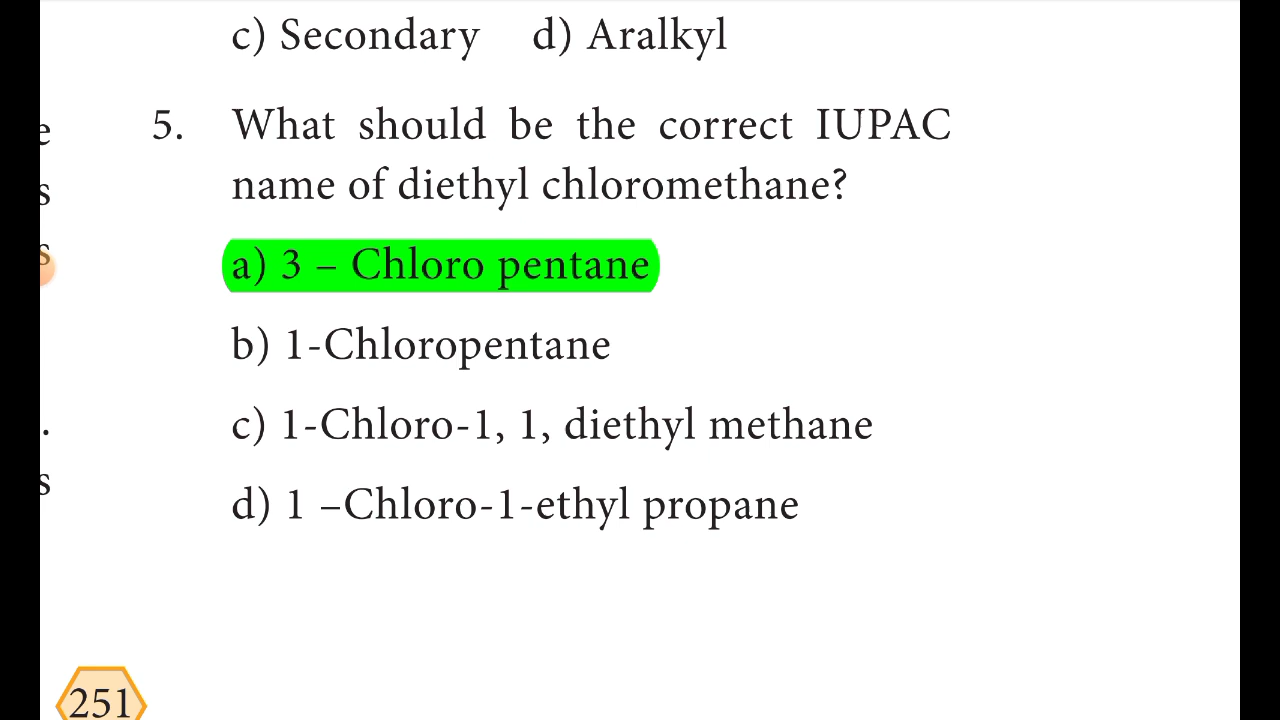 c) Secondary d) Aralkyl
e 5. What should be the correct IUPAC
s name of diethyl chloromethane?
s a) 3 – Chloro pentane
b) 1-Chloropentane
. c) 1-Chloro-1, 1, diethyl methane
s d) 1 –Chloro-1-ethyl propane
251